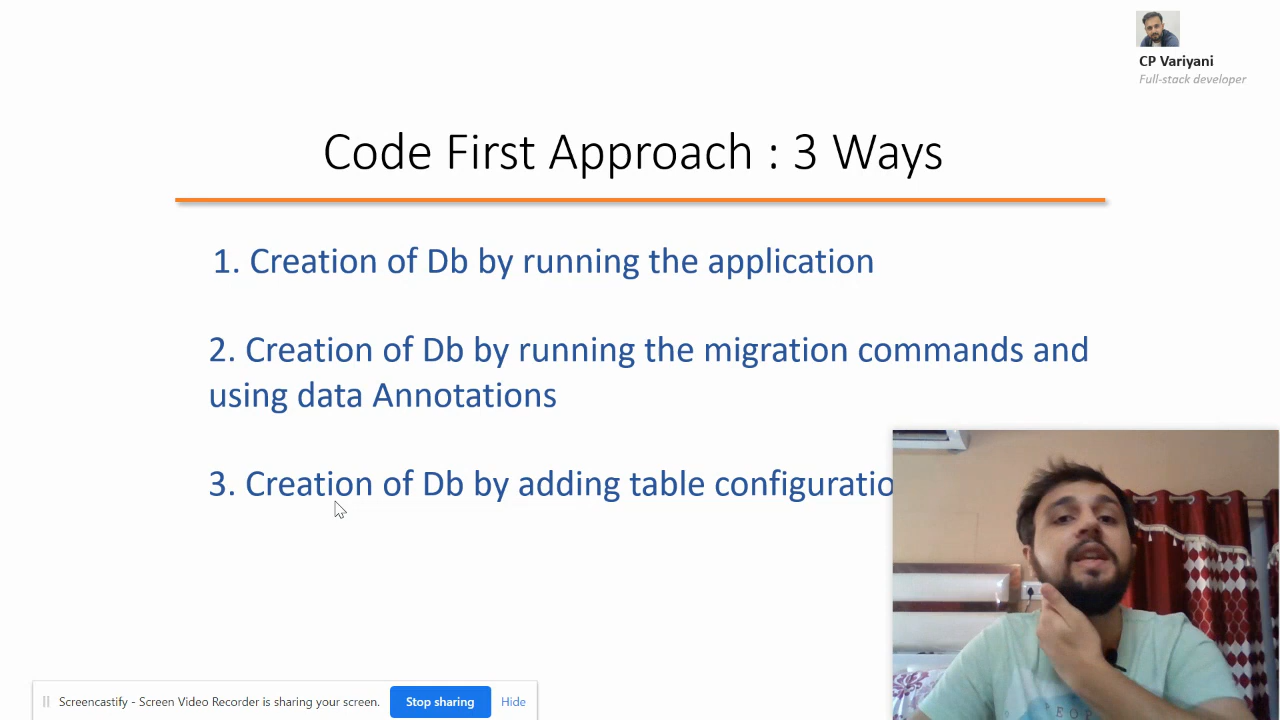 CP Variyani
Full-stack developer
Code First Approach : 3 Ways
1. Creation of Db by running the application
2. Creation of Db by running the migration commands and
using data Annotations
3. Creation of Db by adding table configuratio
Screencastify - Screen Video Recorder is sharing your screen.
Stop sharing
Hide
PEOP